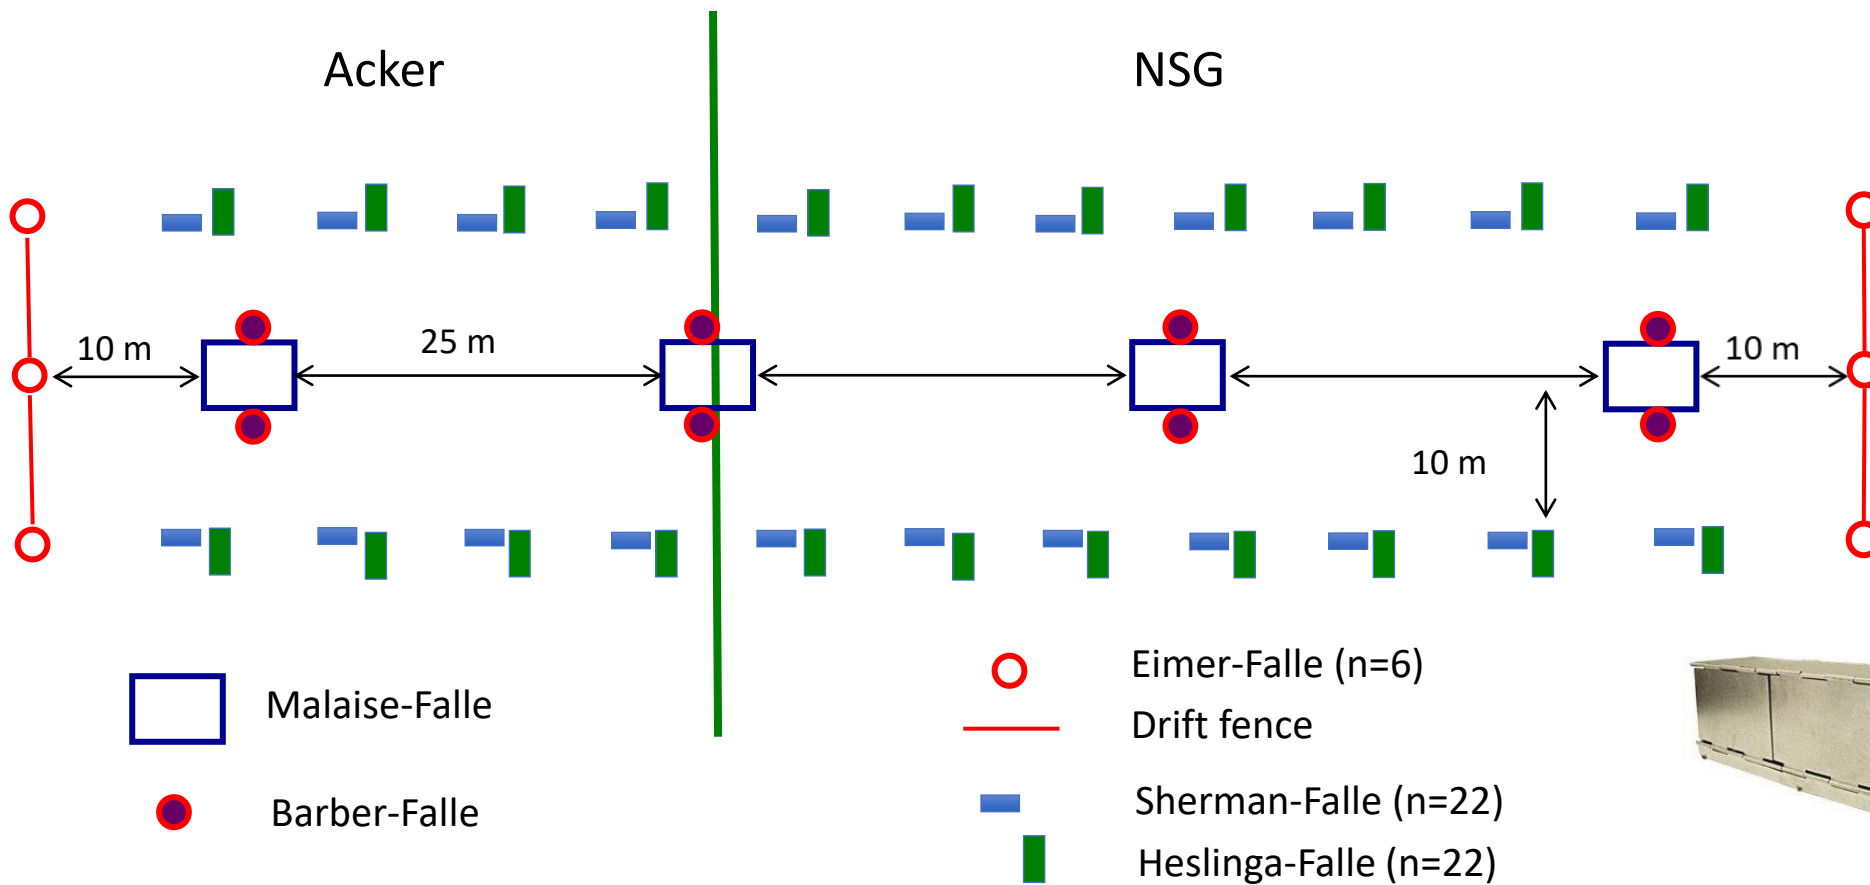 Acker
NSG
10 m
25 m
10 m
10 m
Malaise-Falle
Barber-Falle
Eimer-Falle (n=6)
Drift fence
Sherman-Falle (n=22)
Heslinga-Falle (n=22)